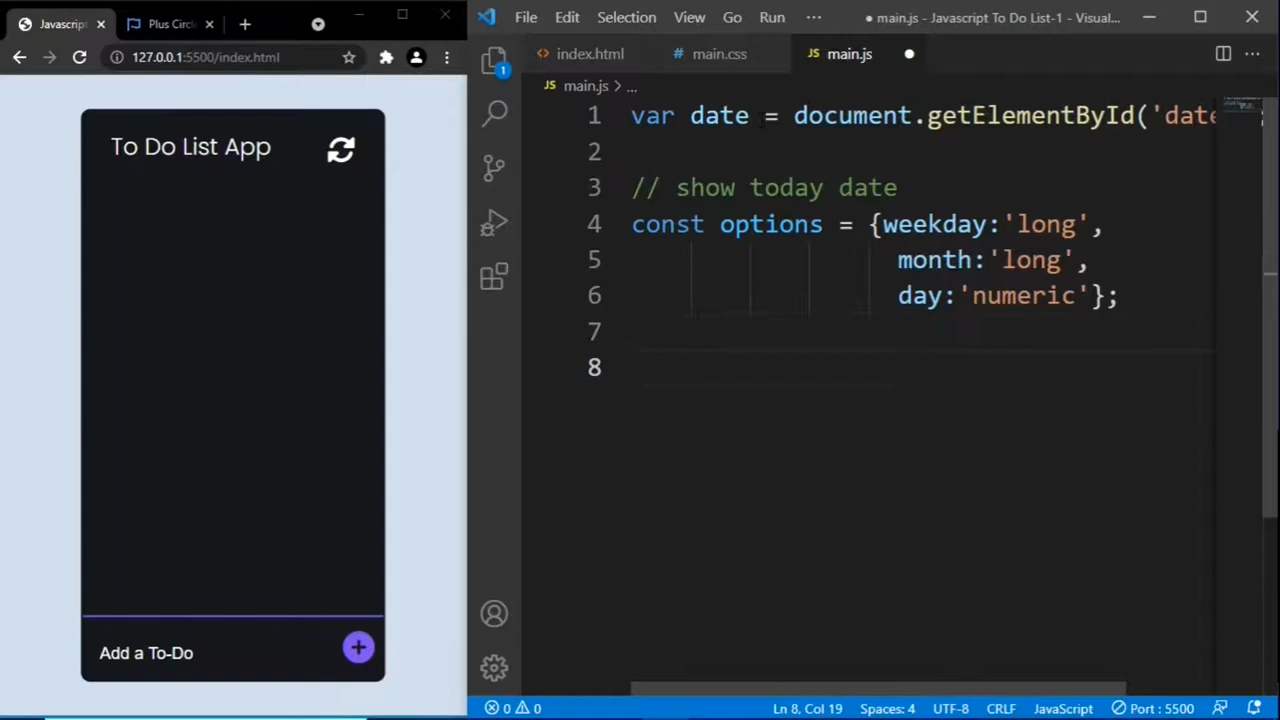 Javascrip
Plus Circl
127.0.0.1:5500/index.html
To Do List App
Add a To-Do
File Edit Selection View Go Run ··· ● main.js - Javascript To Do List-1 - Visual...
index.html
main.css
JS main.js ●
JS main.js > ...
1
1 var date = document.getElementById('date
2
3 // show today date
4 const options = {weekday:'long',
5 month:'long',
6 day:'numeric'};
7
8
0 0 Ln 8, Col 19 Spaces: 4 UTF-8 CRLF JavaScript Port : 5500